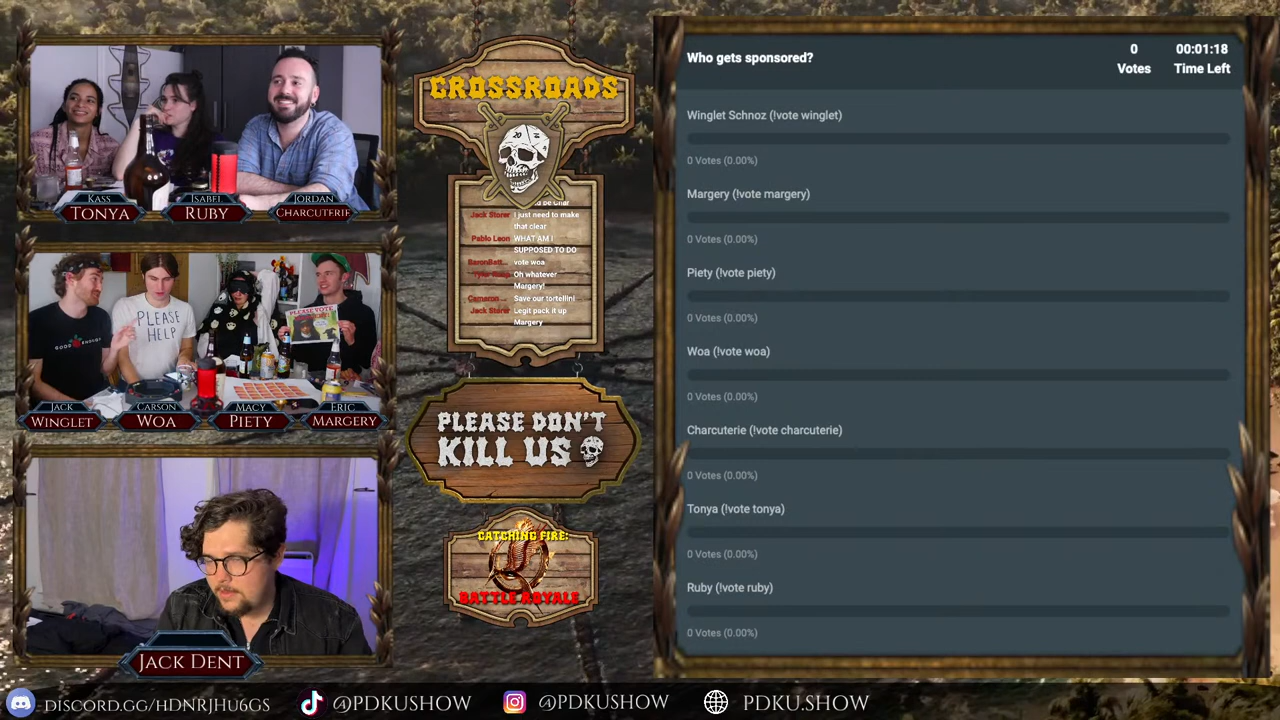 KASS
TONYA
ISABEL
RUBY
JORDAN
CHARCUTERIE
PLEASE
HELP
PLEASE VOTE
JACK
WINGLET
CARSON
WOA
MACY
PIETY
ERIC
MARGERY
JACK DENT
CROSSROADS
20
Jack Storer I just need to make
that clear
Pablo Leon WHAT AM I
SUPPOSED TO DO
vote woa
Oh whatever
Margery!
Cameron ... Save our tortellini
Jack Storer Legit pack it up
Margery
PLEASE DON'T
KILL US
CATCHING FIRE:
BATTLE ROYALE
Who gets sponsored?
0
Votes
00:01:18
Time Left
Winglet Schnoz (!vote winglet)
0 Votes (0.00%)
Margery (!vote margery)
0 Votes (0.00%)
Piety (!vote piety)
0 Votes (0.00%)
Woa (!vote woa)
0 Votes (0.00%)
Charcuterie (!vote charcuterie)
0 Votes (0.00%)
Tonya (!vote tonya)
0 Votes (0.00%)
Ruby (!vote ruby)
0 Votes (0.00%)
DISCORD.GG/HDNRJHU6GS
@PDKUSHOW
@PDKUSHOW
PDKU.SHOW